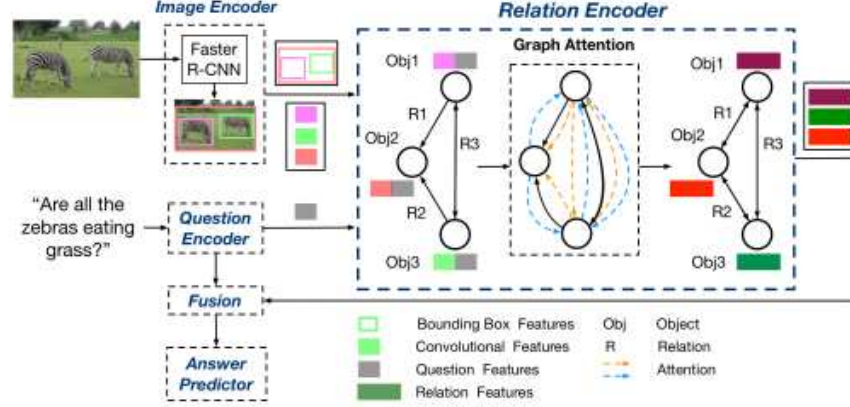 Image Encoder
Relation Encoder
Faster
R-CNN
Graph Attention
Obj1
R1
Obj2
R3
R2
Obj3
Obj1
R1
Obj2
R3
R2
Obj3
“Are all the
zebras eating
grass?”
Question
Encoder
Fusion
Answer
Predictor
Bounding Box Features
Obj Object
Convolutional Features
R Relation
Question Features
Attention
Relation Features